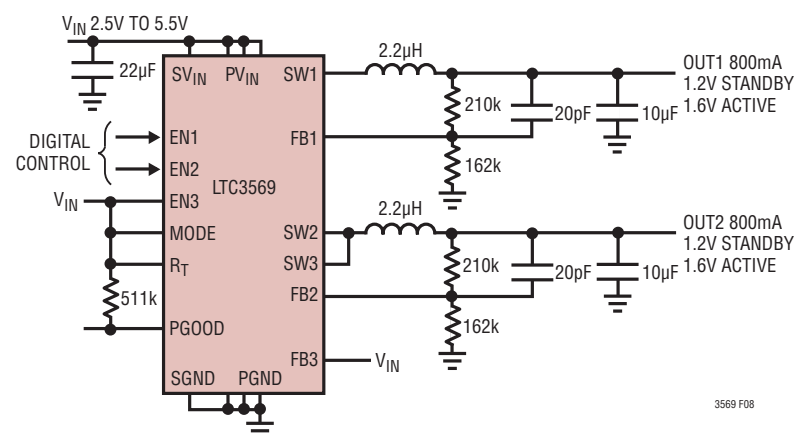 VIN 2.5V TO 5.5V
22µF
SVIN
PVIN
SW1
2.2µH
OUT1 800mA
1.2V STANDBY
1.6V ACTIVE
210k
20pF
10µF
DIGITAL
CONTROL
EN1
EN2
FB1
162k
LTC3569
VIN
EN3
MODE
RT
511k
PGOOD
SW2
SW3
2.2µH
OUT2 800mA
1.2V STANDBY
1.6V ACTIVE
210k
20pF
10µF
FB2
162k
FB3
VIN
SGND
PGND
3569 F08